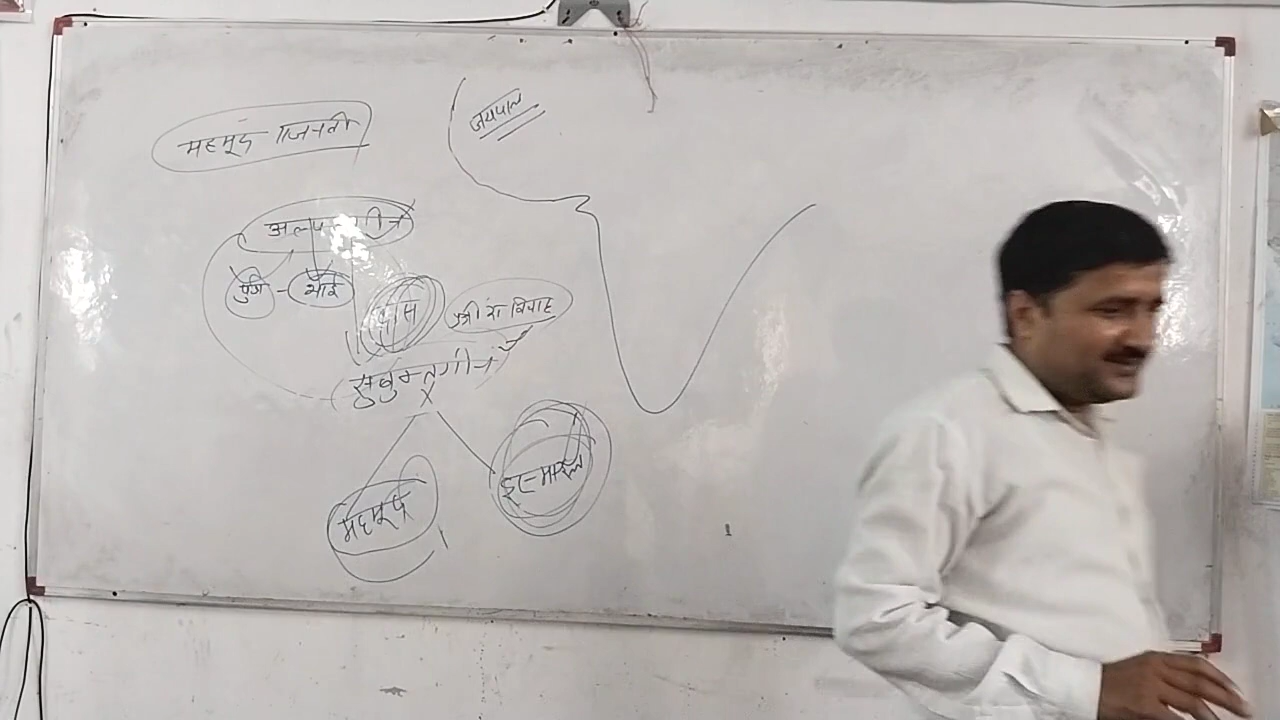 महमूद गजनवी
जयपाल
अलप्तगीन
पुत्र - भाई
दास
पुत्री से विवाह
सुबुक्तगीन
महमूद
इस्माइल